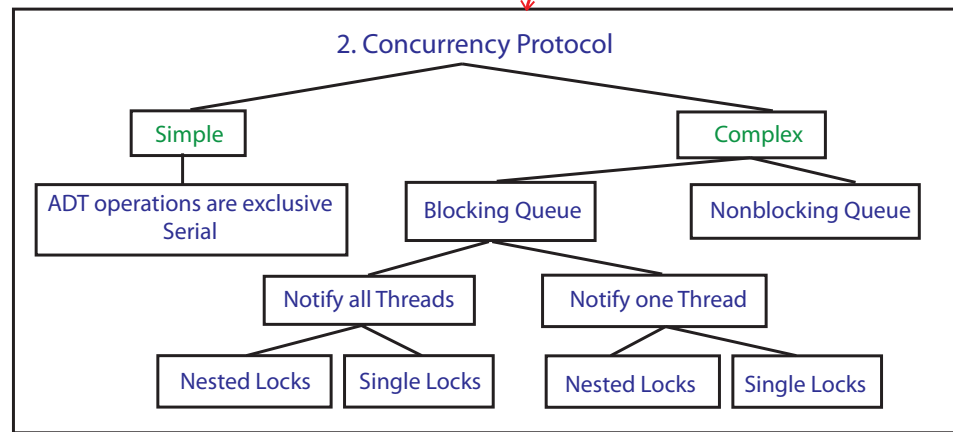 2. Concurrency Protocol
Simple
Complex
ADT operations are exclusive
Serial
Blocking Queue
Nonblocking Queue
Notify all Threads
Notify one Thread
Nested Locks
Single Locks
Nested Locks
Single Locks